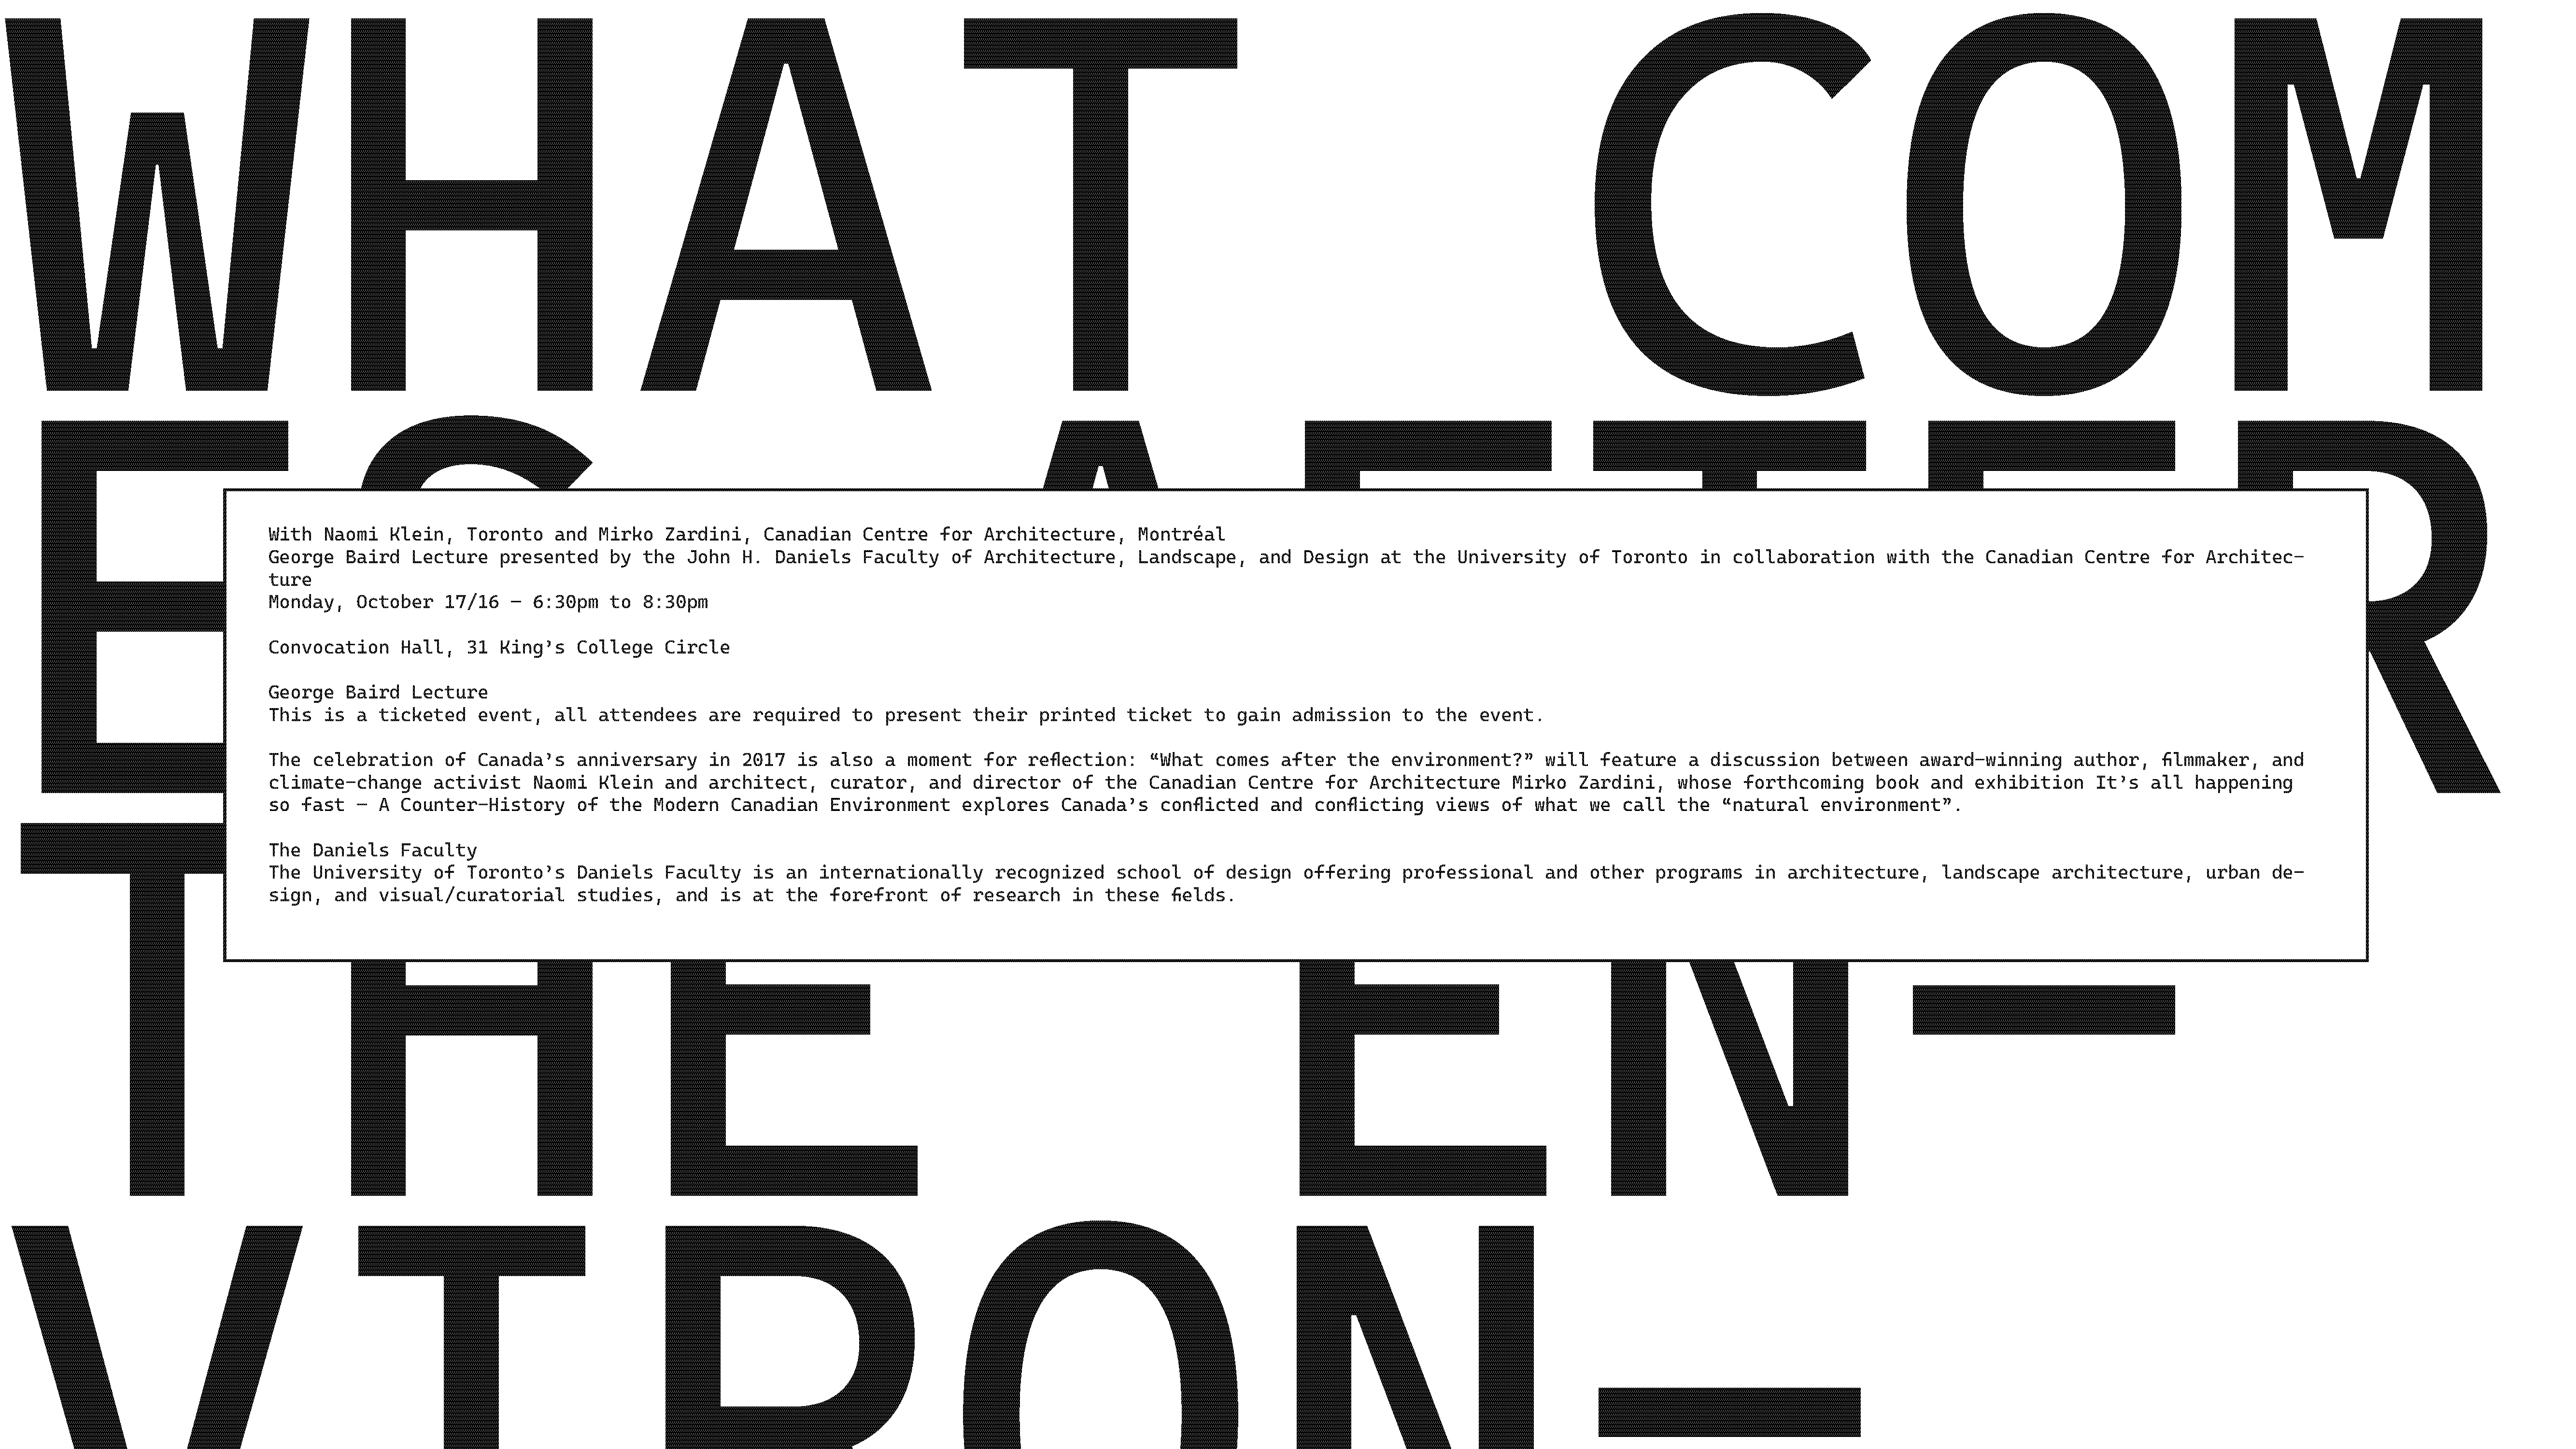 WHAT COM
ES AFTER
With Naomi Klein, Toronto and Mirko Zardini, Canadian Centre for Architecture, Montréal
George Baird Lecture presented by the John H. Daniels Faculty of Architecture, Landscape, and Design at the University of Toronto in collaboration with the Canadian Centre for Architec-
ture
Monday, October 17/16 – 6:30pm to 8:30pm
Convocation Hall, 31 King’s College Circle
George Baird Lecture
This is a ticketed event, all attendees are required to present their printed ticket to gain admission to the event.
The celebration of Canada’s anniversary in 2017 is also a moment for reflection: “What comes after the environment?” will feature a discussion between award-winning author, filmmaker, and
climate-change activist Naomi Klein and architect, curator, and director of the Canadian Centre for Architecture Mirko Zardini, whose forthcoming book and exhibition It’s all happening
so fast – A Counter-History of the Modern Canadian Environment explores Canada’s conflicted and conflicting views of what we call the “natural environment”.
The Daniels Faculty
The University of Toronto’s Daniels Faculty is an internationally recognized school of design offering professional and other programs in architecture, landscape architecture, urban de-
sign, and visual/curatorial studies, and is at the forefront of research in these fields.
THE EN-
VIRON-